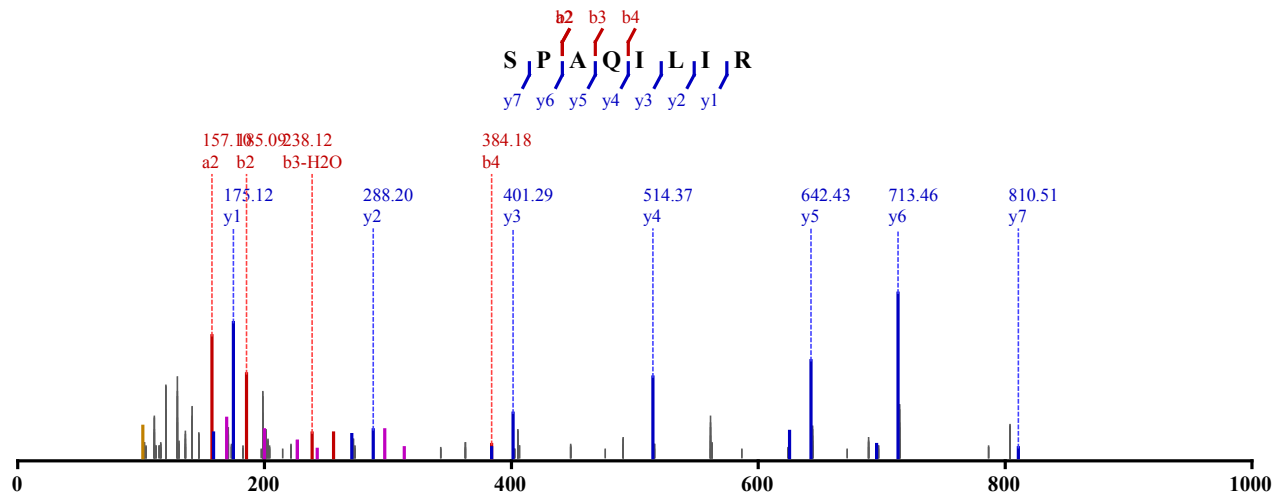 a2 b2 b3 b4
S P A Q I L I R
y7 y6 y5 y4 y3 y2 y1
157.10 185.09 238.12 384.18
a2 b2 b3-H2O b4
175.12 288.20 401.29 514.37 642.43 713.46 810.51
y1 y2 y3 y4 y5 y6 y7
0 200 400 600 800 1000